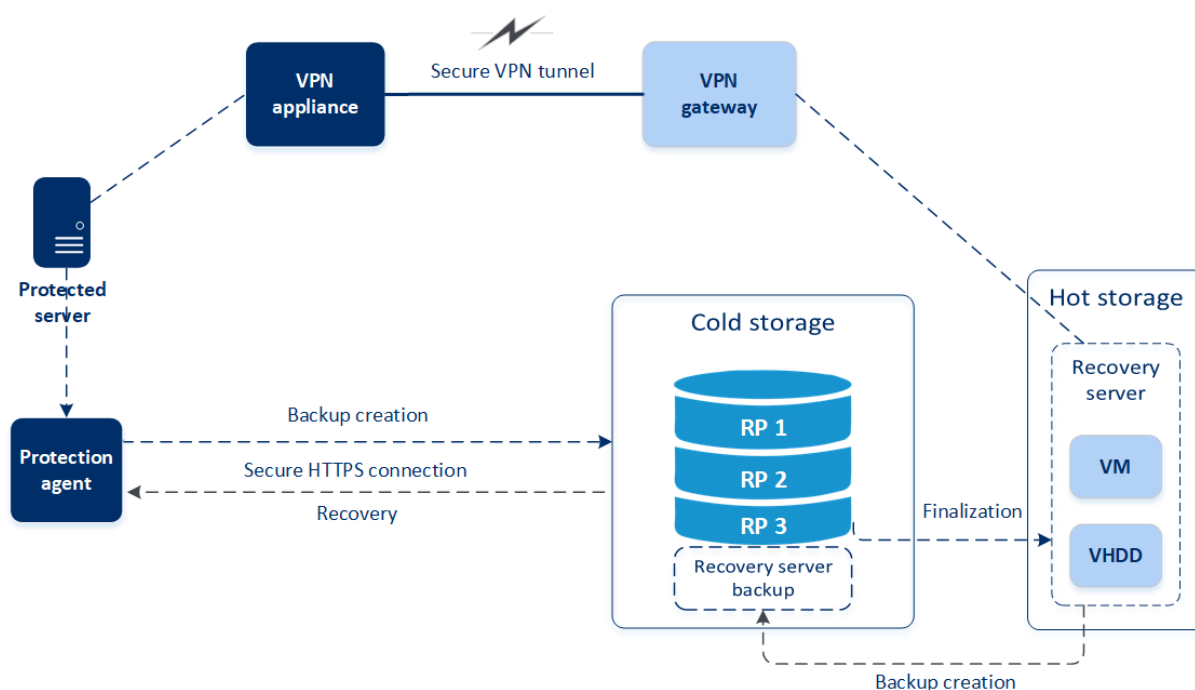 VPN
appliance
Secure VPN tunnel
VPN
gateway
Protected
server
Protection
agent
Backup creation
Secure HTTPS connection
Recovery
Cold storage
RP 1
RP 2
RP 3
Recovery server
backup
Finalization
Hot storage
Recovery
server
VM
VHDD
Backup creation